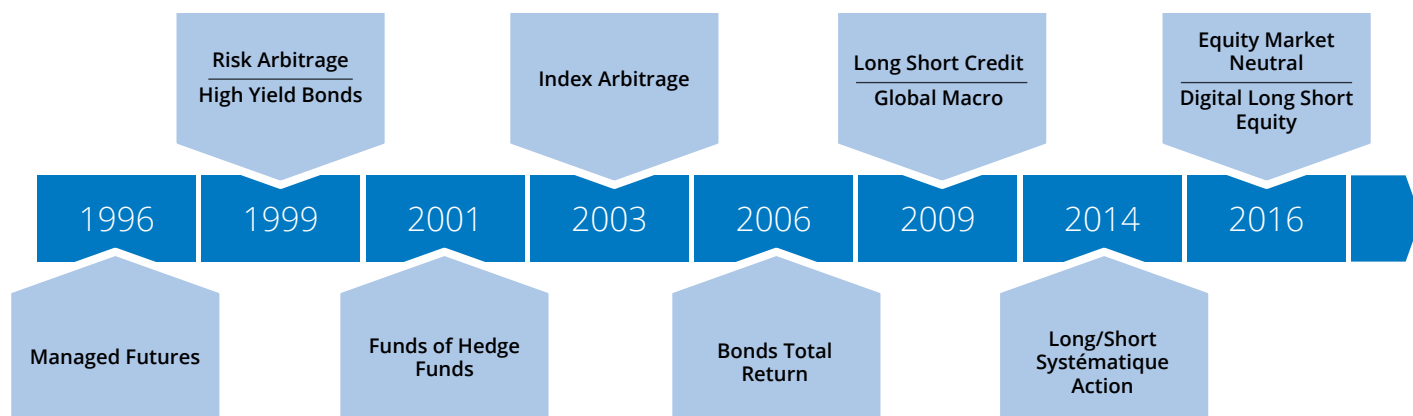 Risk Arbitrage
High Yield Bonds
Index Arbitrage
Long Short Credit
Global Macro
Equity Market
Neutral
Digital Long Short
Equity
1996
1999
2001
2003
2006
2009
2014
2016
Managed Futures
Funds of Hedge
Funds
Bonds Total
Return
Long/Short
Systématique
Action